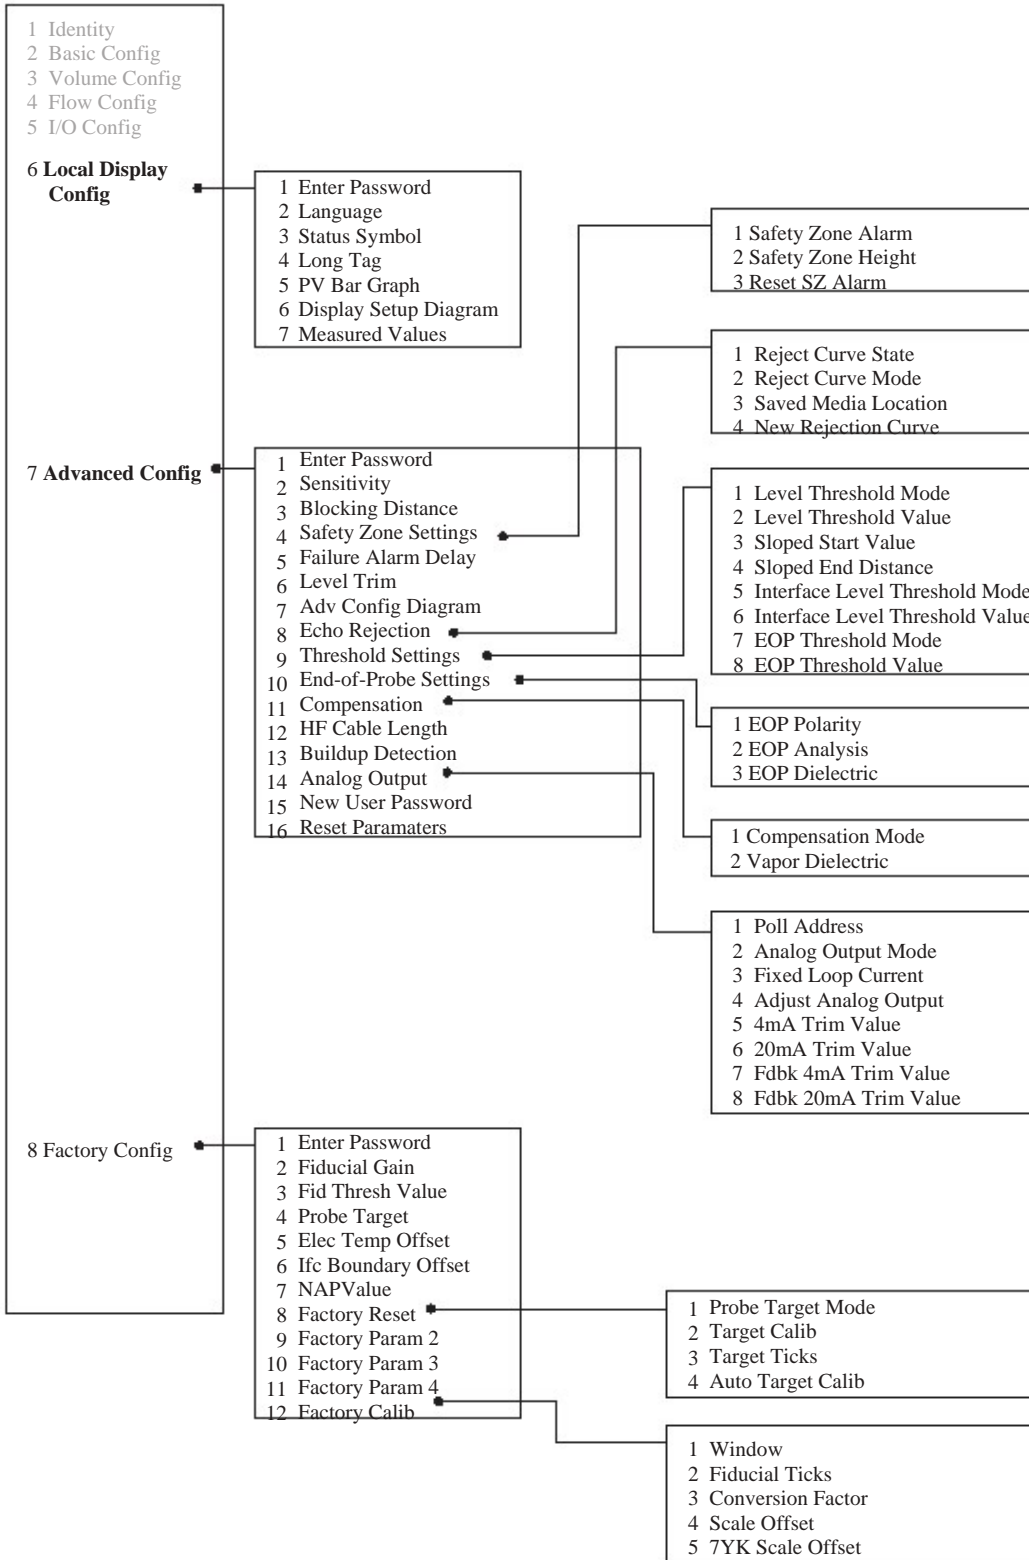 1 Identity
2 Basic Config
3 Volume Config
4 Flow Config
5 I/O Config
6 Local Display
Config
1 Enter Password
2 Language
3 Status Symbol
4 Long Tag
5 PV Bar Graph
6 Display Setup Diagram
7 Measured Values
7 Advanced Config
1 Enter Password
2 Sensitivity
3 Blocking Distance
4 Safety Zone Settings
5 Failure Alarm Delay
6 Level Trim
7 Adv Config Diagram
8 Echo Rejection
9 Threshold Settings
10 End-of-Probe Settings
11 Compensation
12 HF Cable Length
13 Buildup Detection
14 Analog Output
15 New User Password
16 Reset Paramaters
1 Safety Zone Alarm
2 Safety Zone Height
3 Reset SZ Alarm
1 Reject Curve State
2 Reject Curve Mode
3 Saved Media Location
4 New Rejection Curve
1 Level Threshold Mode
2 Level Threshold Value
3 Sloped Start Value
4 Sloped End Distance
5 Interface Level Threshold Mode
6 Interface Level Threshold Value
7 EOP Threshold Mode
8 EOP Threshold Value
1 EOP Polarity
2 EOP Analysis
3 EOP Dielectric
1 Compensation Mode
2 Vapor Dielectric
1 Poll Address
2 Analog Output Mode
3 Fixed Loop Current
4 Adjust Analog Output
5 4mA Trim Value
6 20mA Trim Value
7 Fdbk 4mA Trim Value
8 Fdbk 20mA Trim Value
8 Factory Config
1 Enter Password
2 Fiducial Gain
3 Fid Thresh Value
4 Probe Target
5 Elec Temp Offset
6 Ifc Boundary Offset
7 NAPValue
8 Factory Reset
9 Factory Param 2
10 Factory Param 3
11 Factory Param 4
12 Factory Calib
1 Probe Target Mode
2 Target Calib
3 Target Ticks
4 Auto Target Calib
1 Window
2 Fiducial Ticks
3 Conversion Factor
4 Scale Offset
5 7YK Scale Offset